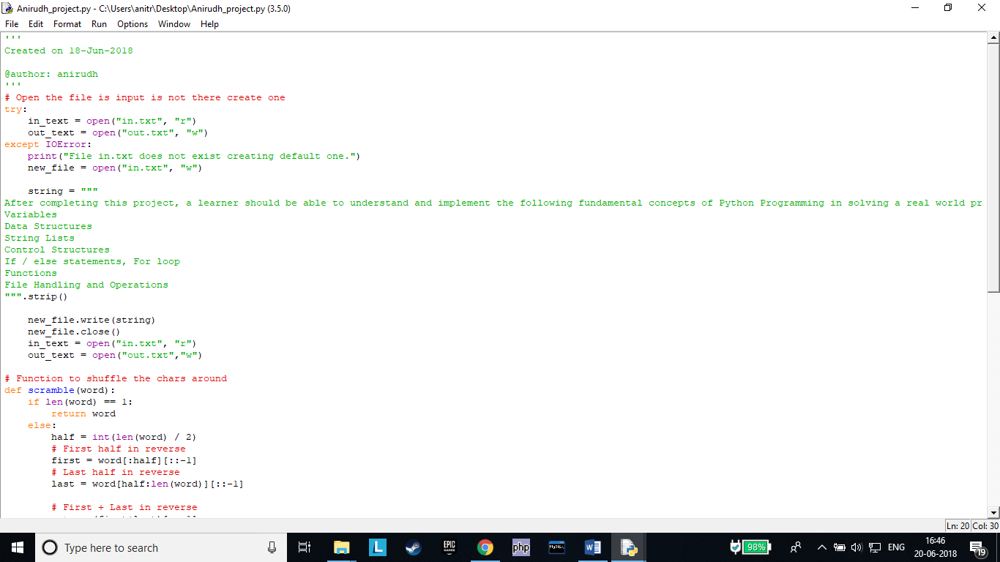 Anirudh_project.py - C:\Users\anitr\Desktop\Anirudh_project.py (3.5.0)
File Edit Format Run Options Window Help
'''
Created on 18-Jun-2018

@author: anirudh
'''
# Open the file is input is not there create one
try:
    in_text = open("in.txt", "r")
    out_text = open("out.txt", "w")
except IOError:
    print("File in.txt does not exist creating default one.")
    new_file = open("in.txt", "w")

    string = """
After completing this project, a learner should be able to understand and implement the following fundamental concepts of Python Programming in solving a real world pr
Variables
Data Structures
String Lists
Control Structures
If / else statements, For loop
Functions
File Handling and Operations
""".strip()

    new_file.write(string)
    new_file.close()
    in_text = open("in.txt", "r")
    out_text = open("out.txt","w")

# Function to shuffle the chars around
def scramble(word):
    if len(word) == 1:
        return word
    else:
        half = int(len(word) / 2)
        # First half in reverse
        first = word[:half][::-1]
        # Last half in reverse
        last = word[half:len(word)][::-1]

        # First + Last in reverse
Ln: 20 Col: 30
Type here to search
L
EPIC GAMES
php
MySQL
W
98%
ENG
16:46
20-06-2018
19